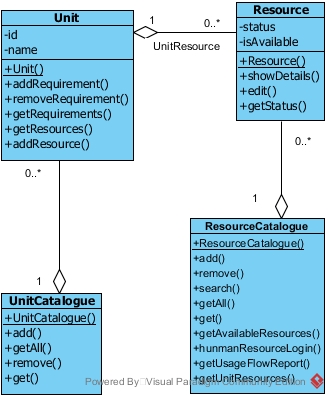 Unit
-id
-name
+Unit()
+addRequirement()
+removeRequirement()
+getRequirements()
+getResources()
+addResource()
1
0..*
UnitResource
Resource
-status
-isAvailable
+Resource()
+showDetails()
+edit()
+getStatus()
0..*
1
UnitCatalogue
+UnitCatalogue()
+add()
+getAll()
+remove()
+get()
0..*
1
ResourceCatalogue
+ResourceCatalogue()
+add()
+remove()
+search()
+getAll()
+get()
+getAvailableResources()
+hunmanResourceLogin()
+getUsageFlowReport()
+getUnitResources()
Powered By Visual Paradigm Community Edition